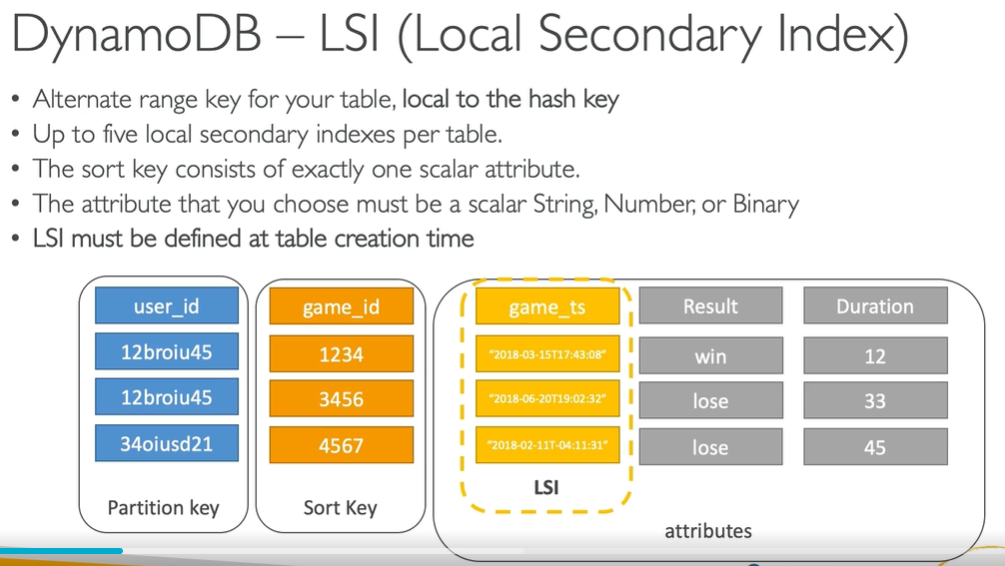 DynamoDB – LSI (Local Secondary Index)
• Alternate range key for your table, local to the hash key
• Up to five local secondary indexes per table.
• The sort key consists of exactly one scalar attribute.
• The attribute that you choose must be a scalar String, Number, or Binary
• LSI must be defined at table creation time
user_id game_id game_ts Result Duration
12broiu45 1234 "2018-03-15T17:43:08" win 12
12broiu45 3456 "2018-06-20T19:02:32" lose 33
34oiusd21 4567 "2018-02-11T-04:11:31" lose 45
LSI
Partition key Sort Key
attributes